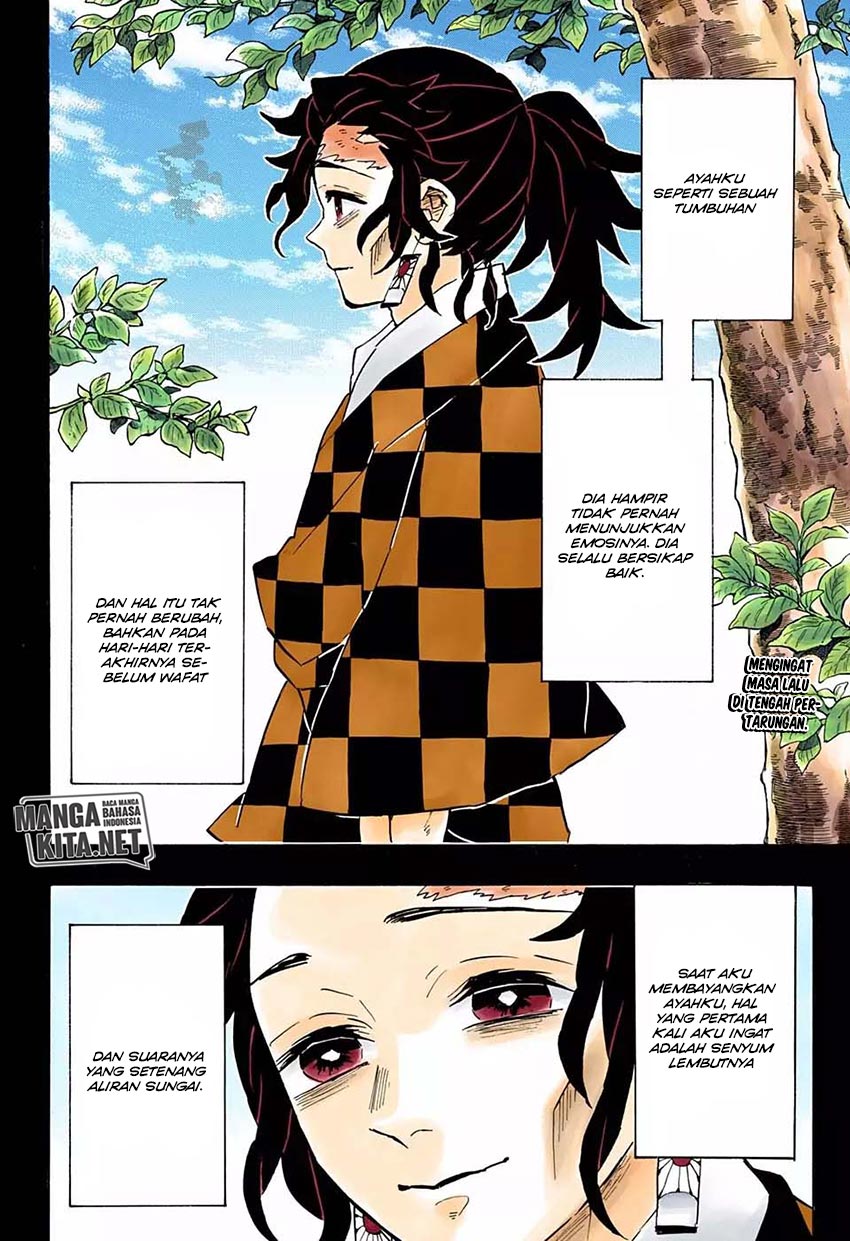 AYAHKU
SEPERTI SEBUAH
TUMBUHAN
DIA HAMPIR
TIDAK PERNAH
MENUNJUKKAN
EMOSINYA. DIA
SELALU BERSIKAP
BAIK.
DAN HAL ITU TAK
PERNAH BERUBAH,
BAHKAN PADA
HARI-HARI TER-
AKHIRNYA SE-
BELUM WAFAT
MENGINGAT
MASA LALU
DI TENGAH PER-
TARUNGAN.
MANGA
BACA MANGA
BAHASA
INDONESIA
KITA.NET
SAAT AKU
MEMBAYANGKAN
AYAHKU, HAL
YANG PERTAMA
KALI AKU INGAT
ADALAH SENYUM
LEMBUTNYA
DAN SUARANYA
YANG SETENANG
ALIRAN SUNGAI.